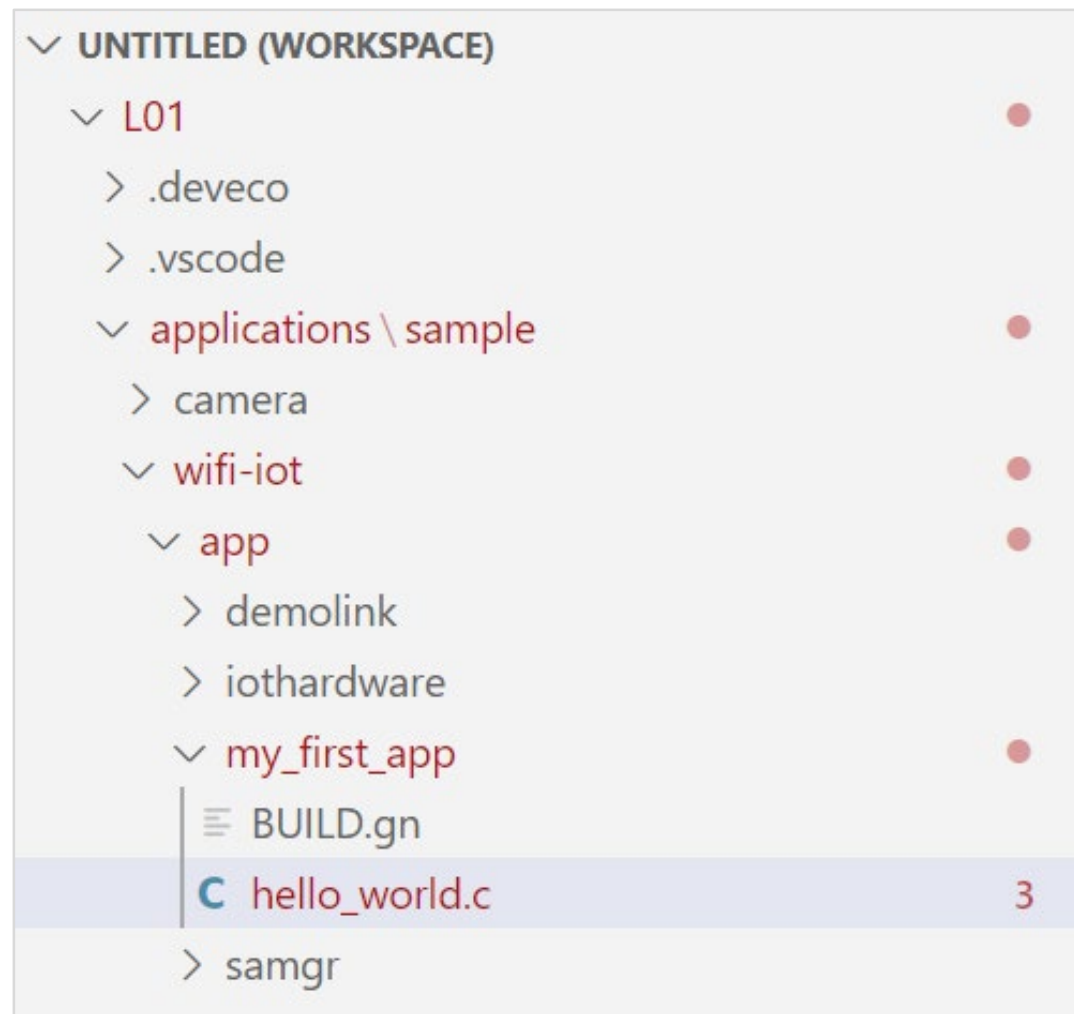 UNTITLED (WORKSPACE)
L01
.deveco
.vscode
applications \ sample
camera
wifi-iot
app
demolink
iothardware
my_first_app
BUILD.gn
C hello_world.c 3
samgr